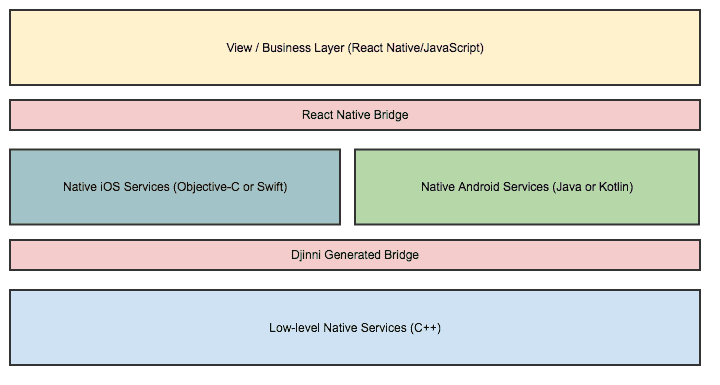 View / Business Layer (React Native/JavaScript)
React Native Bridge
Native iOS Services (Objective-C or Swift)
Native Android Services (Java or Kotlin)
Djinni Generated Bridge
Low-level Native Services (C++)